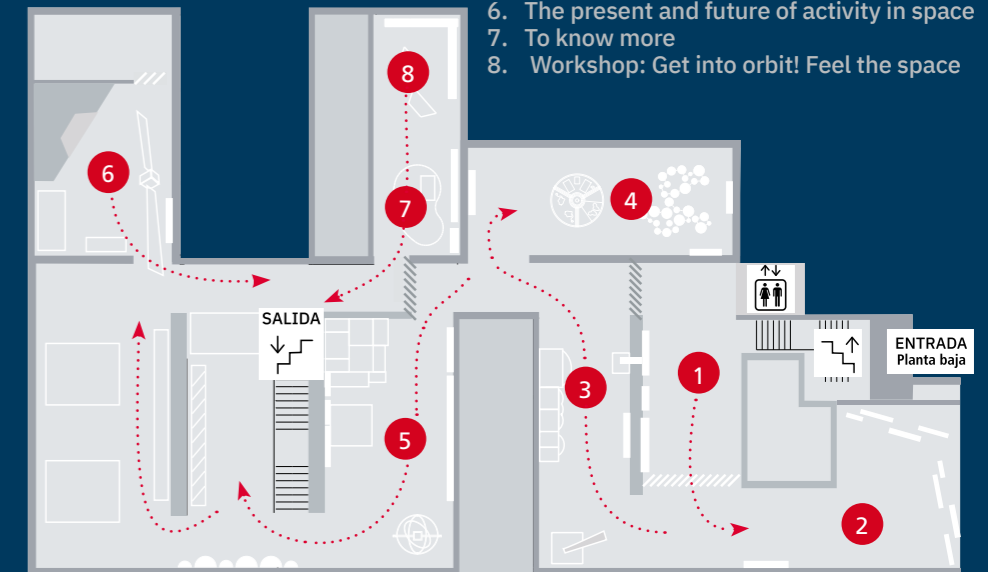 6. The present and future of activity in space
7. To know more
8. Workshop: Get into orbit! Feel the space
8
6
7
4
SALIDA
ENTRADA
Planta baja
1
3
5
2